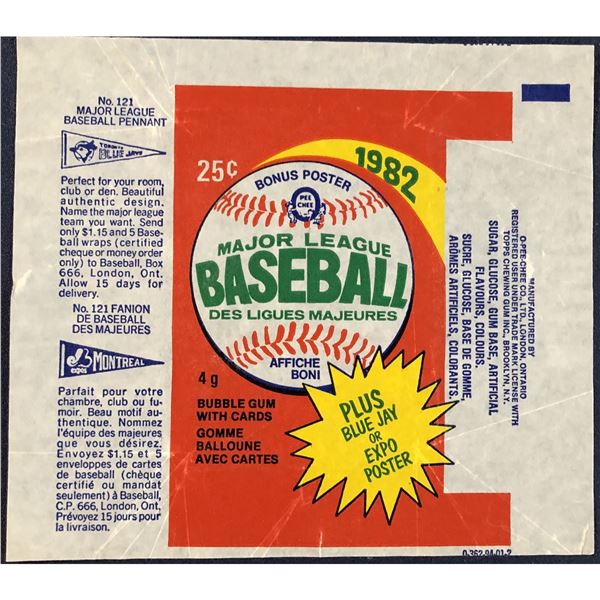 No. 121
MAJOR LEAGUE
BASEBALL PENNANT
TORONTO
BLUE JAYS
Perfect for your room,
club or den. Beautiful
authentic design.
Name the major league
team you want. Send
only $1.15 and 5 Base-
ball wraps (certified
cheque or money order
only) to Baseball, Box
666, London, Ont.
Allow 15 days for
delivery.
No. 121 FANION
DE BASEBALL
DES MAJEURES
MONTREAL
expos
Parfait pour votre
chambre, club ou fu-
moir. Beau motif au-
thentique. Nommez
l'équipe des majeures
que vous désirez.
Envoyez $1.15 et 5
enveloppes de cartes
de baseball (chèque
certifié ou mandat
seulement) à Baseball,
C.P. 666, London, Ont.
Prévoyez 15 jours pour
la livraison.
25¢
1982
BONUS POSTER
O
PEE
CHEE
MAJOR LEAGUE
BASEBALL
DES LIGUES MAJEURES
AFFICHE
BONI
4 g
BUBBLE GUM
WITH CARDS
GOMME
BALLOUNE
AVEC CARTES
PLUS
BLUE JAY
OR
EXPO
POSTER
MANUFACTURED BY
O-PEE-CHEE CO., LTD., LONDON, ONTARIO
REGISTERED USER UNDER TRADE MARK LICENSE WITH
TOPPS CHEWING GUM INC., BROOKLYN, N.Y.
SUGAR, GLUCOSE, GUM BASE, ARTIFICIAL
FLAVOURS, COLOURS.
SUCRE, GLUCOSE, BASE DE GOMME,
ARÔMES ARTIFICIELS, COLORANTS.
0-362-94-01-2